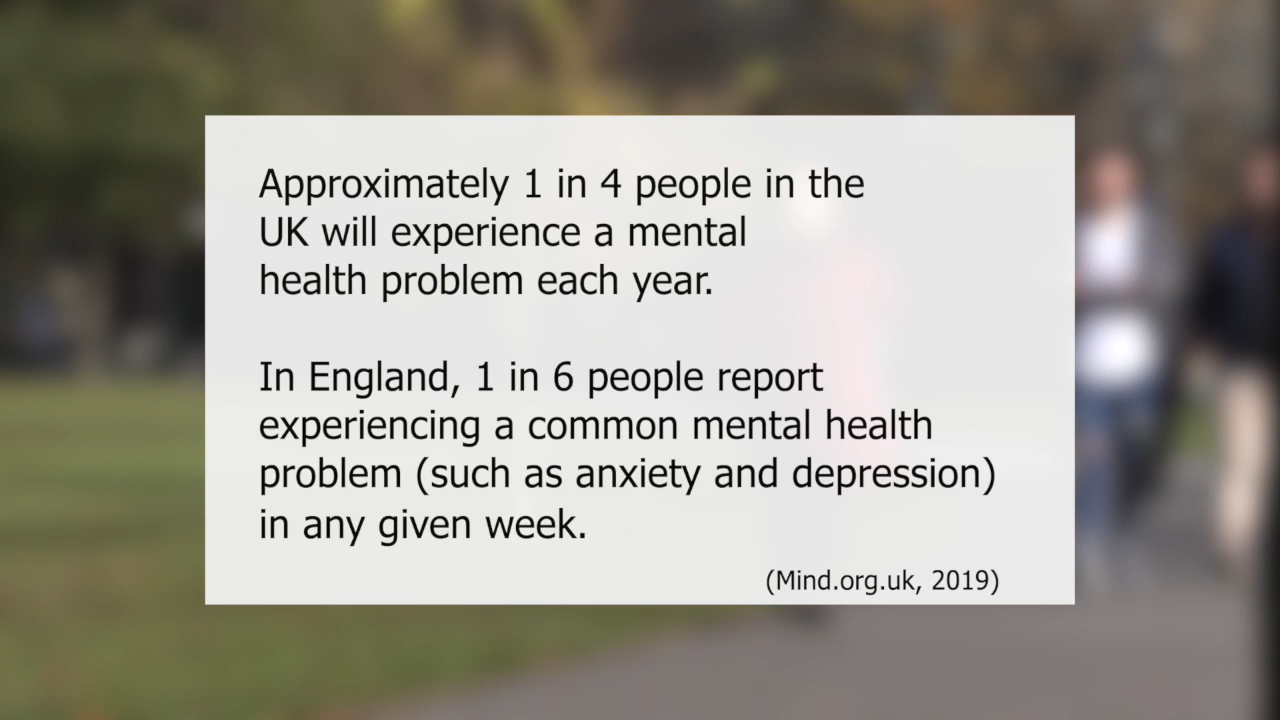 Approximately 1 in 4 people in the
UK will experience a mental
health problem each year.
In England, 1 in 6 people report
experiencing a common mental health
problem (such as anxiety and depression)
in any given week.
(Mind.org.uk, 2019)